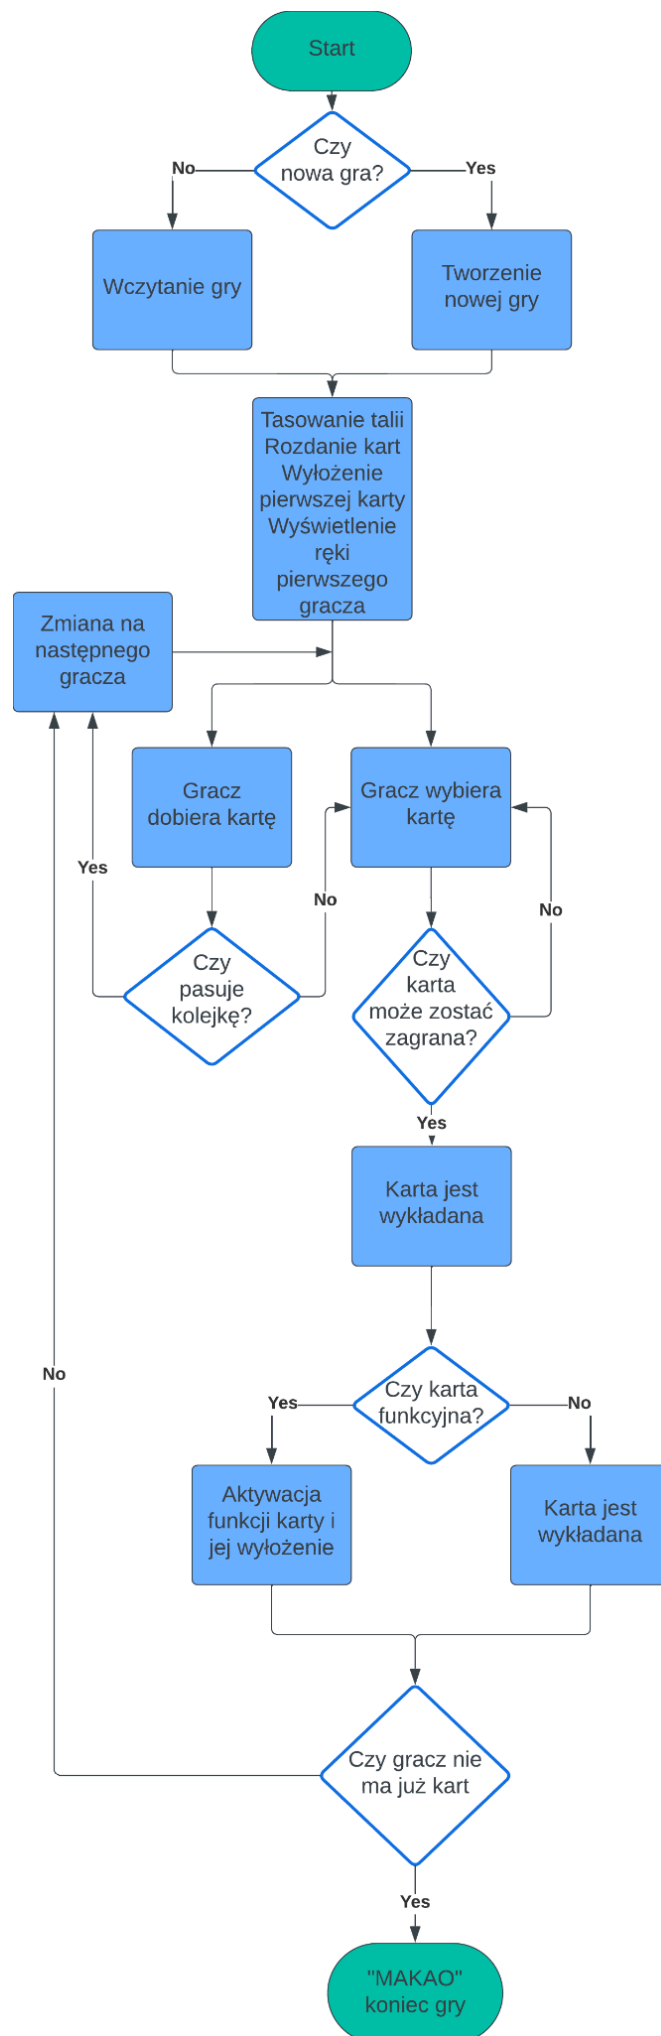 Start
Czy
nowa gra?
No
Yes
Wczytanie gry
Tworzenie
nowej gry
Tasowanie talii
Rozdanie kart
Wyłożenie
pierwszej karty
Wyświetlenie
ręki
pierwszego
gracza
Zmiana na
następnego
gracza
Gracz
dobiera kartę
Gracz wybiera
kartę
Yes
No
No
Czy
pasuje
kolejkę?
Czy
karta
może zostać
zagrana?
Yes
Karta jest
wykładana
No
Czy karta
funkcyjna?
Yes
No
Aktywacja
funkcji karty i
jej wyłożenie
Karta jest
wykładana
Czy gracz nie
ma już kart
Yes
"MAKAO"
koniec gry